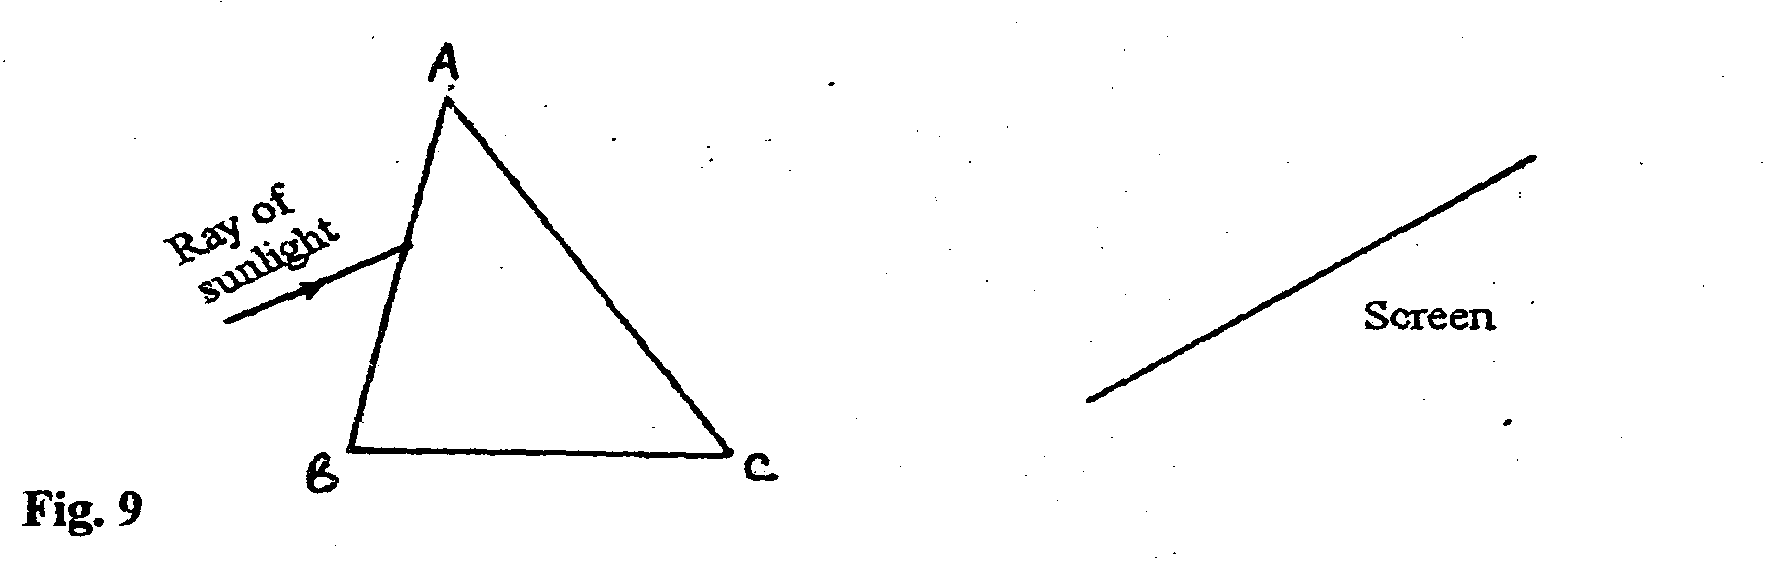 A
Ray of
sunlight
Screen
B
C
Fig. 9